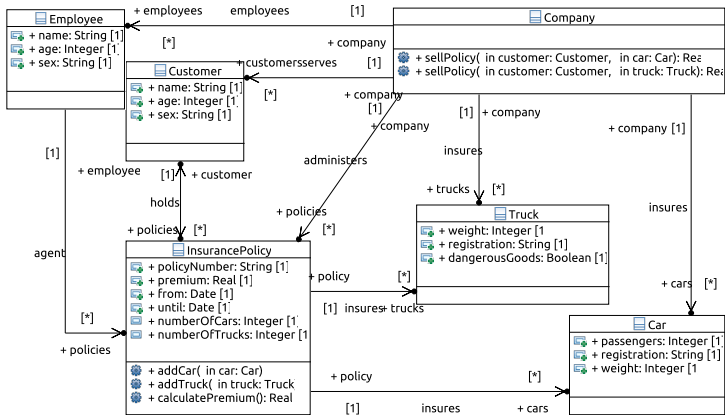 Employee
+ name: String [1]
+ age: Integer [1]
+ sex: String [1]
+ employees
employees
[1]
[*]
+ company
Company
+ sellPolicy( in customer: Customer, in car: Car): Rea
+ sellPolicy( in customer: Customer, in truck: Truck): Rea
Customer
+ name: String [1]
+ age: Integer [1]
+ sex: String [1]
+ customers
serves
[1]
[*]
+ company
[1]
+ company
administers
+ policies
[*]
[1]
+ company
insures
+ trucks
[*]
+ company
[1]
insures
+ cars
[*]
[1]
+ employee
agent
[*]
+ policies
[1]
+ customer
holds
+ policies
[*]
InsurancePolicy
+ policyNumber: String [1]
+ premium: Real [1]
+ from: Date [1]
+ until: Date [1]
+ numberOfCars: Integer [1]
+ numberOfTrucks: Integer [1]
+ addCar( in car: Car)
+ addTruck( in truck: Truck
+ calculatePremium(): Real
Truck
+ weight: Integer [1
+ registration: String [1]
+ dangerousGoods: Boolean [1]
+ policy
[*]
[1]
insures
+ trucks
Car
+ passengers: Integer [1]
+ registration: String [1]
+ weight: Integer [1
+ policy
[*]
[1]
insures
+ cars